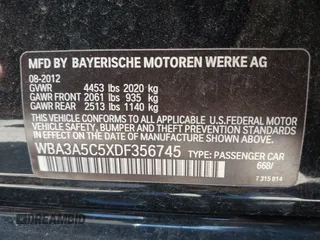 MFD BY BAYERISCHE MOTOREN WERKE AG
08-2012
GVWR 4453 lbs 2020 kg
GAWR FRONT 2061 lbs 935 kg
GAWR REAR 2513 lbs 1140 kg
THIS VEHICLE CONFORMS TO ALL APPLICABLE U.S. FEDERAL MOTOR
VEHICLE SAFETY, BUMPER, AND THEFT PREVENTION STANDARDS IN
EFFECT ON THE DATE OF MANUFACTURE SHOWN ABOVE.
WBA3A5C5XDF356745 TYPE: PASSENGER CAR
668/
7 315 814
CREAMBID